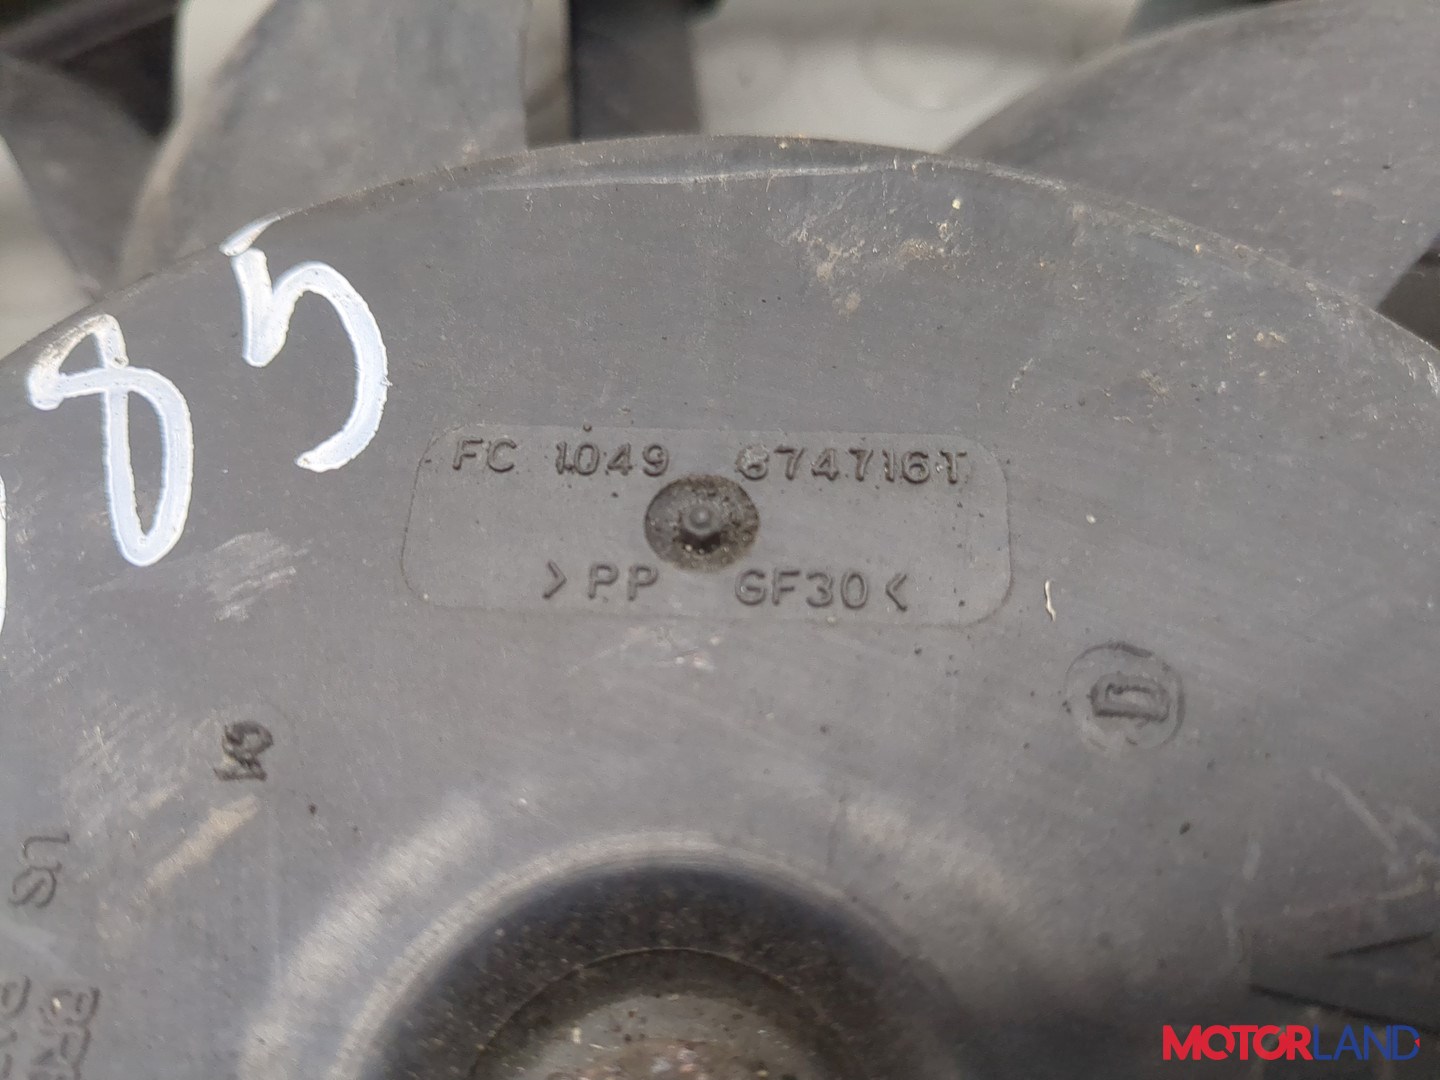 85
FC 1049 874716T
>PP GF30<
D
MOTORLAND